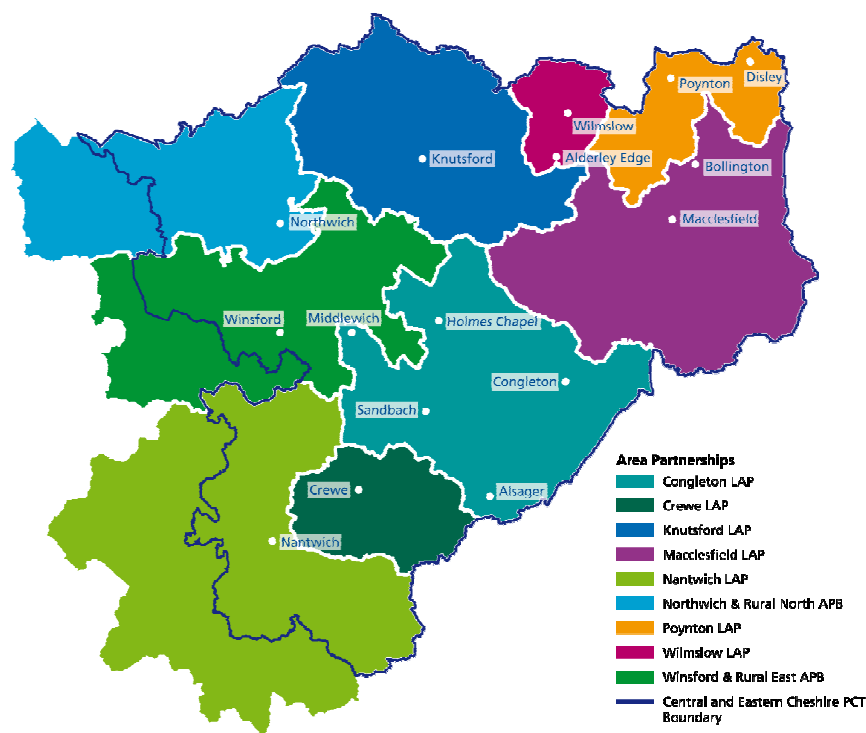 Disley
Poynton
Wilmslow
Alderley Edge
Knutsford
Bollington
Macclesfield
Northwich
Winsford
Middlewich
Holmes Chapel
Congleton
Sandbach
Crewe
Alsager
Nantwich
Area Partnerships
Congleton LAP
Crewe LAP
Knutsford LAP
Macclesfield LAP
Nantwich LAP
Northwich & Rural North APB
Poynton LAP
Wilmslow LAP
Winsford & Rural East APB
Central and Eastern Cheshire PCT
Boundary